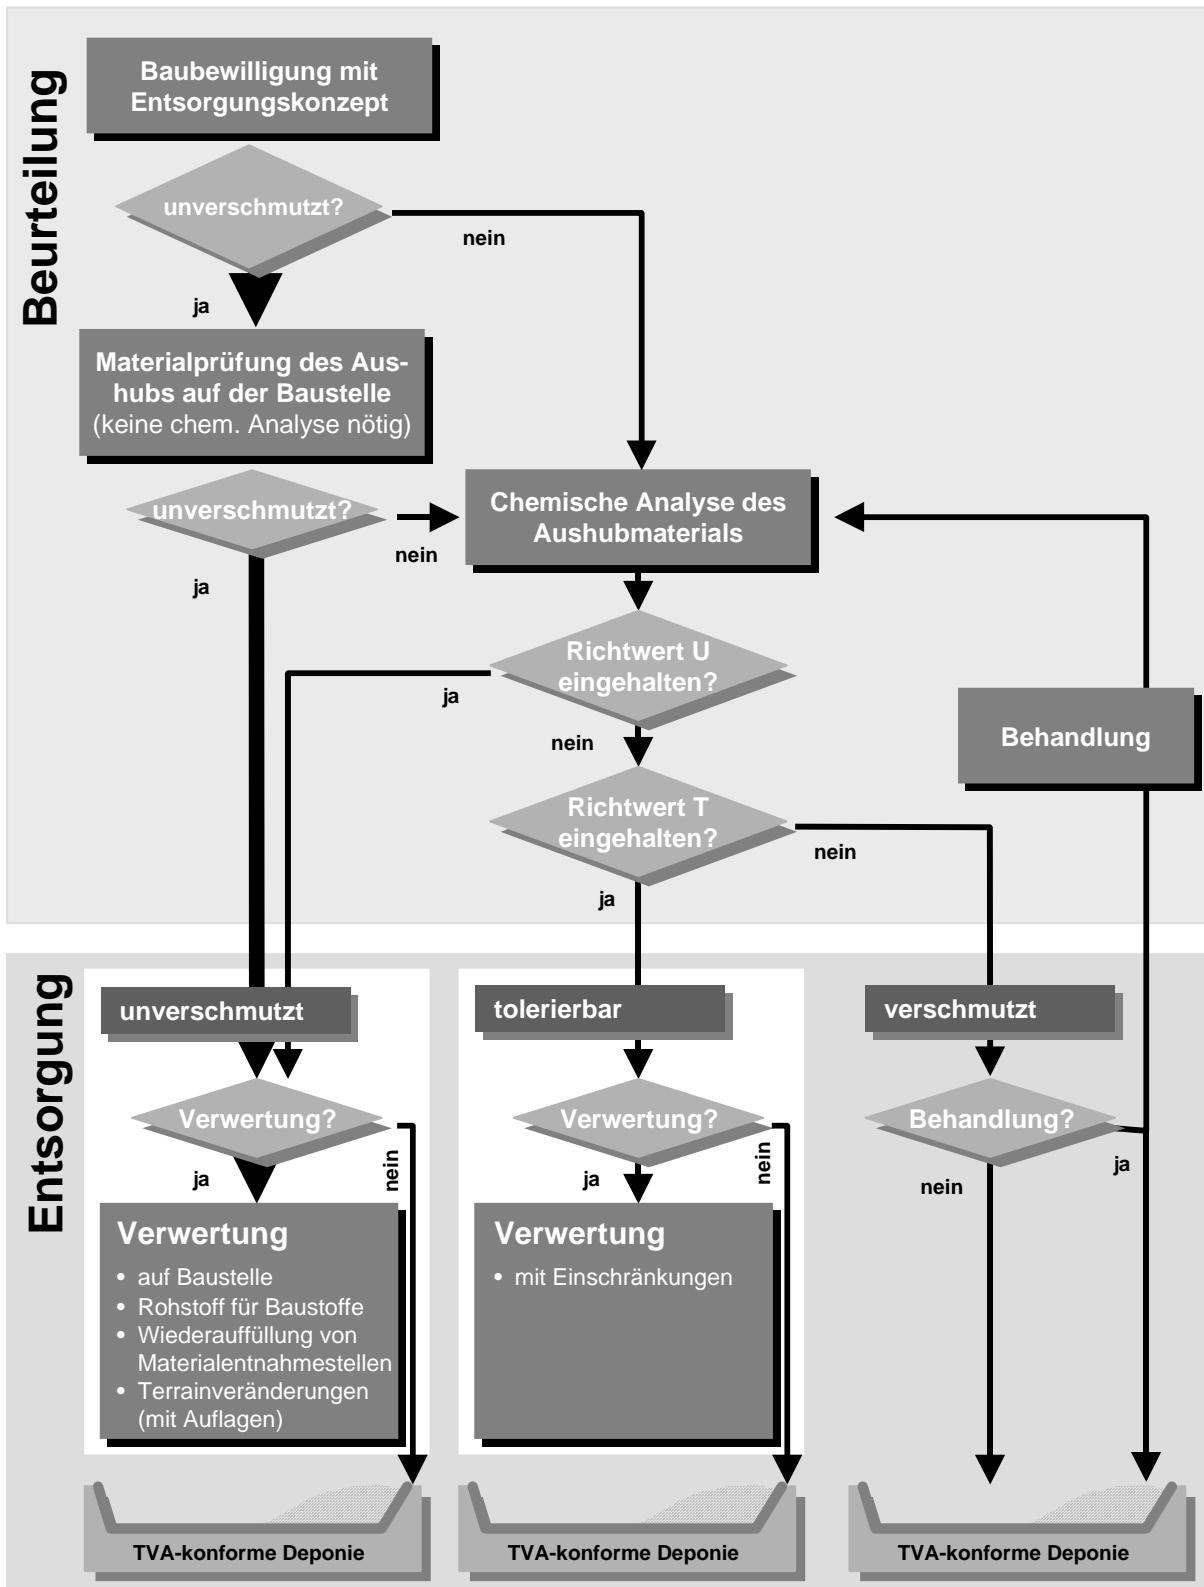 Beurteilung
Baubewilligung mit
Entsorgungskonzept
unverschmutzt?
nein
ja
Materialprüfung des Aus-
hubs auf der Baustelle
(keine chem. Analyse nötig)
unverschmutzt?
nein
ja
Chemische Analyse des
Aushubmaterials
Richtwert U
eingehalten?
ja
nein
Behandlung
Richtwert T
eingehalten?
nein
ja
Entsorgung
unverschmutzt
Verwertung?
nein
ja
Verwertung
• auf Baustelle
• Rohstoff für Baustoffe
• Wiederauffüllung von
Materialentnahmestellen
• Terrainveränderungen
(mit Auflagen)
TVA-konforme Deponie
tolerierbar
Verwertung?
nein
ja
Verwertung
• mit Einschränkungen
TVA-konforme Deponie
verschmutzt
Behandlung?
ja
nein
TVA-konforme Deponie